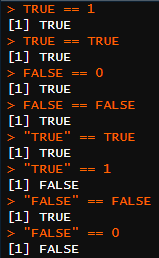 > TRUE == 1
[1] TRUE
> TRUE == TRUE
[1] TRUE
> FALSE == 0
[1] TRUE
> FALSE == FALSE
[1] TRUE
> "TRUE" == TRUE
[1] TRUE
> "TRUE" == 1
[1] FALSE
> "FALSE" == FALSE
[1] TRUE
> "FALSE" == 0
[1] FALSE